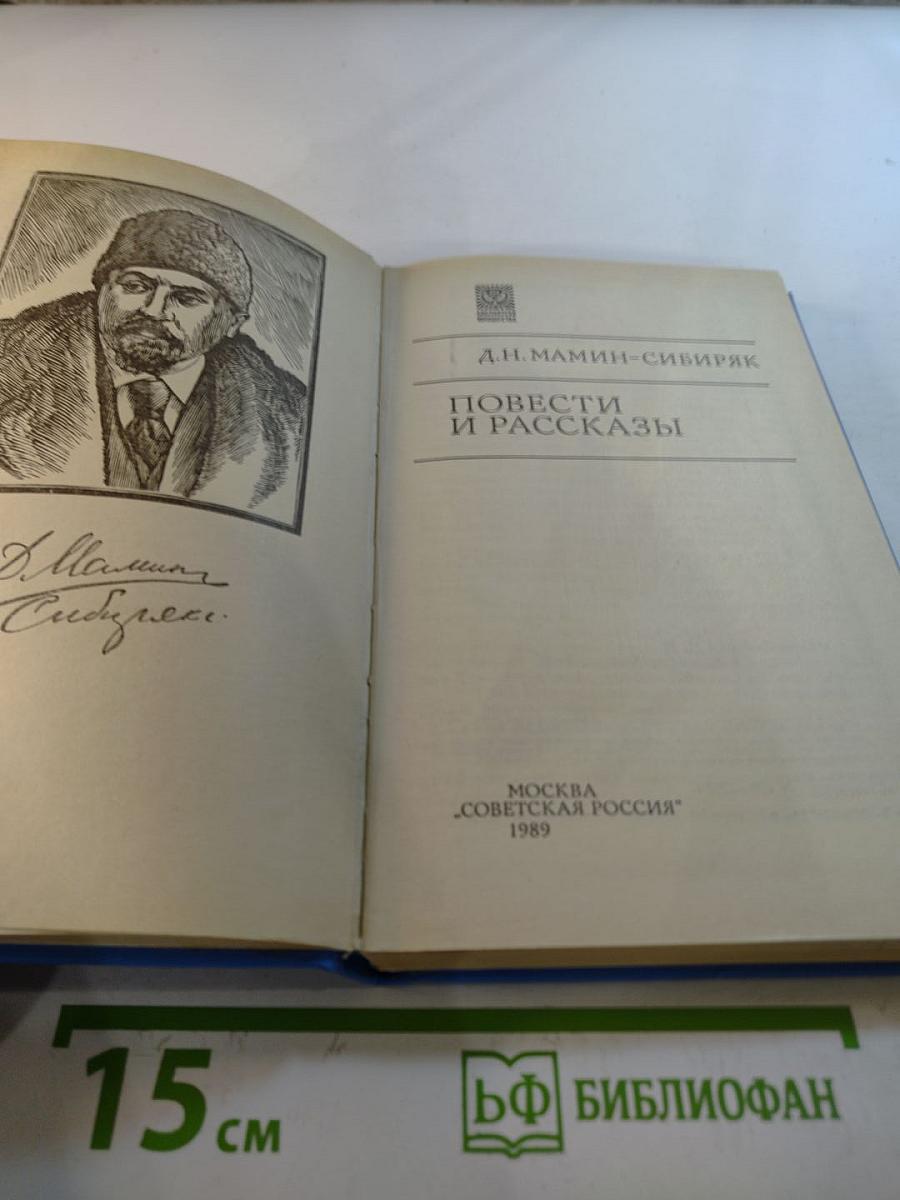 Д. Мамин
Сибиряк.
Д.Н. МАМИН=СИБИРЯК
ПОВЕСТИ
И РАССКАЗЫ
МОСКВА
„СОВЕТСКАЯ РОССИЯ"
1989
15 см
ЬФ БИБЛИОФАН